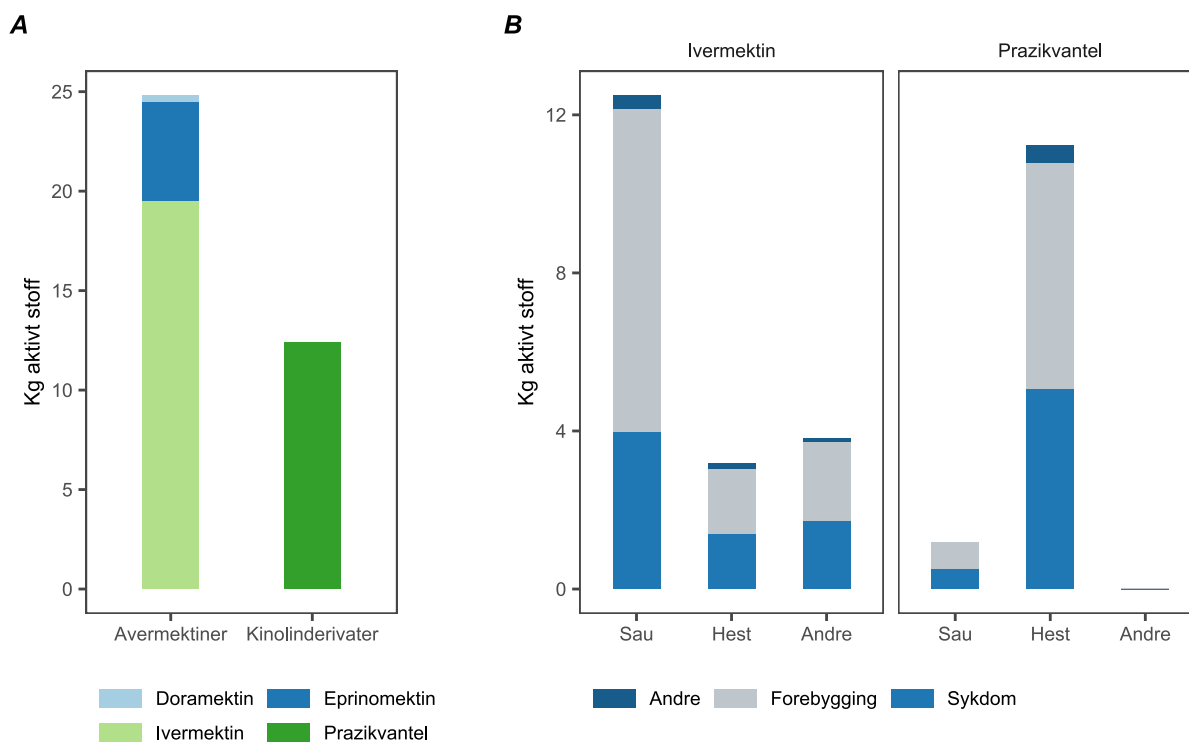 A
Kg aktivt stoff
25
20
15
10
5
0
Avermektiner Kinolinderivater
Doramektin Eprinomektin
Ivermektin Prazikvantel
B
Ivermektin Prazikvantel
Kg aktivt stoff
12
8
4
0
Sau Hest Andre Sau Hest Andre
Andre Forebygging Sykdom